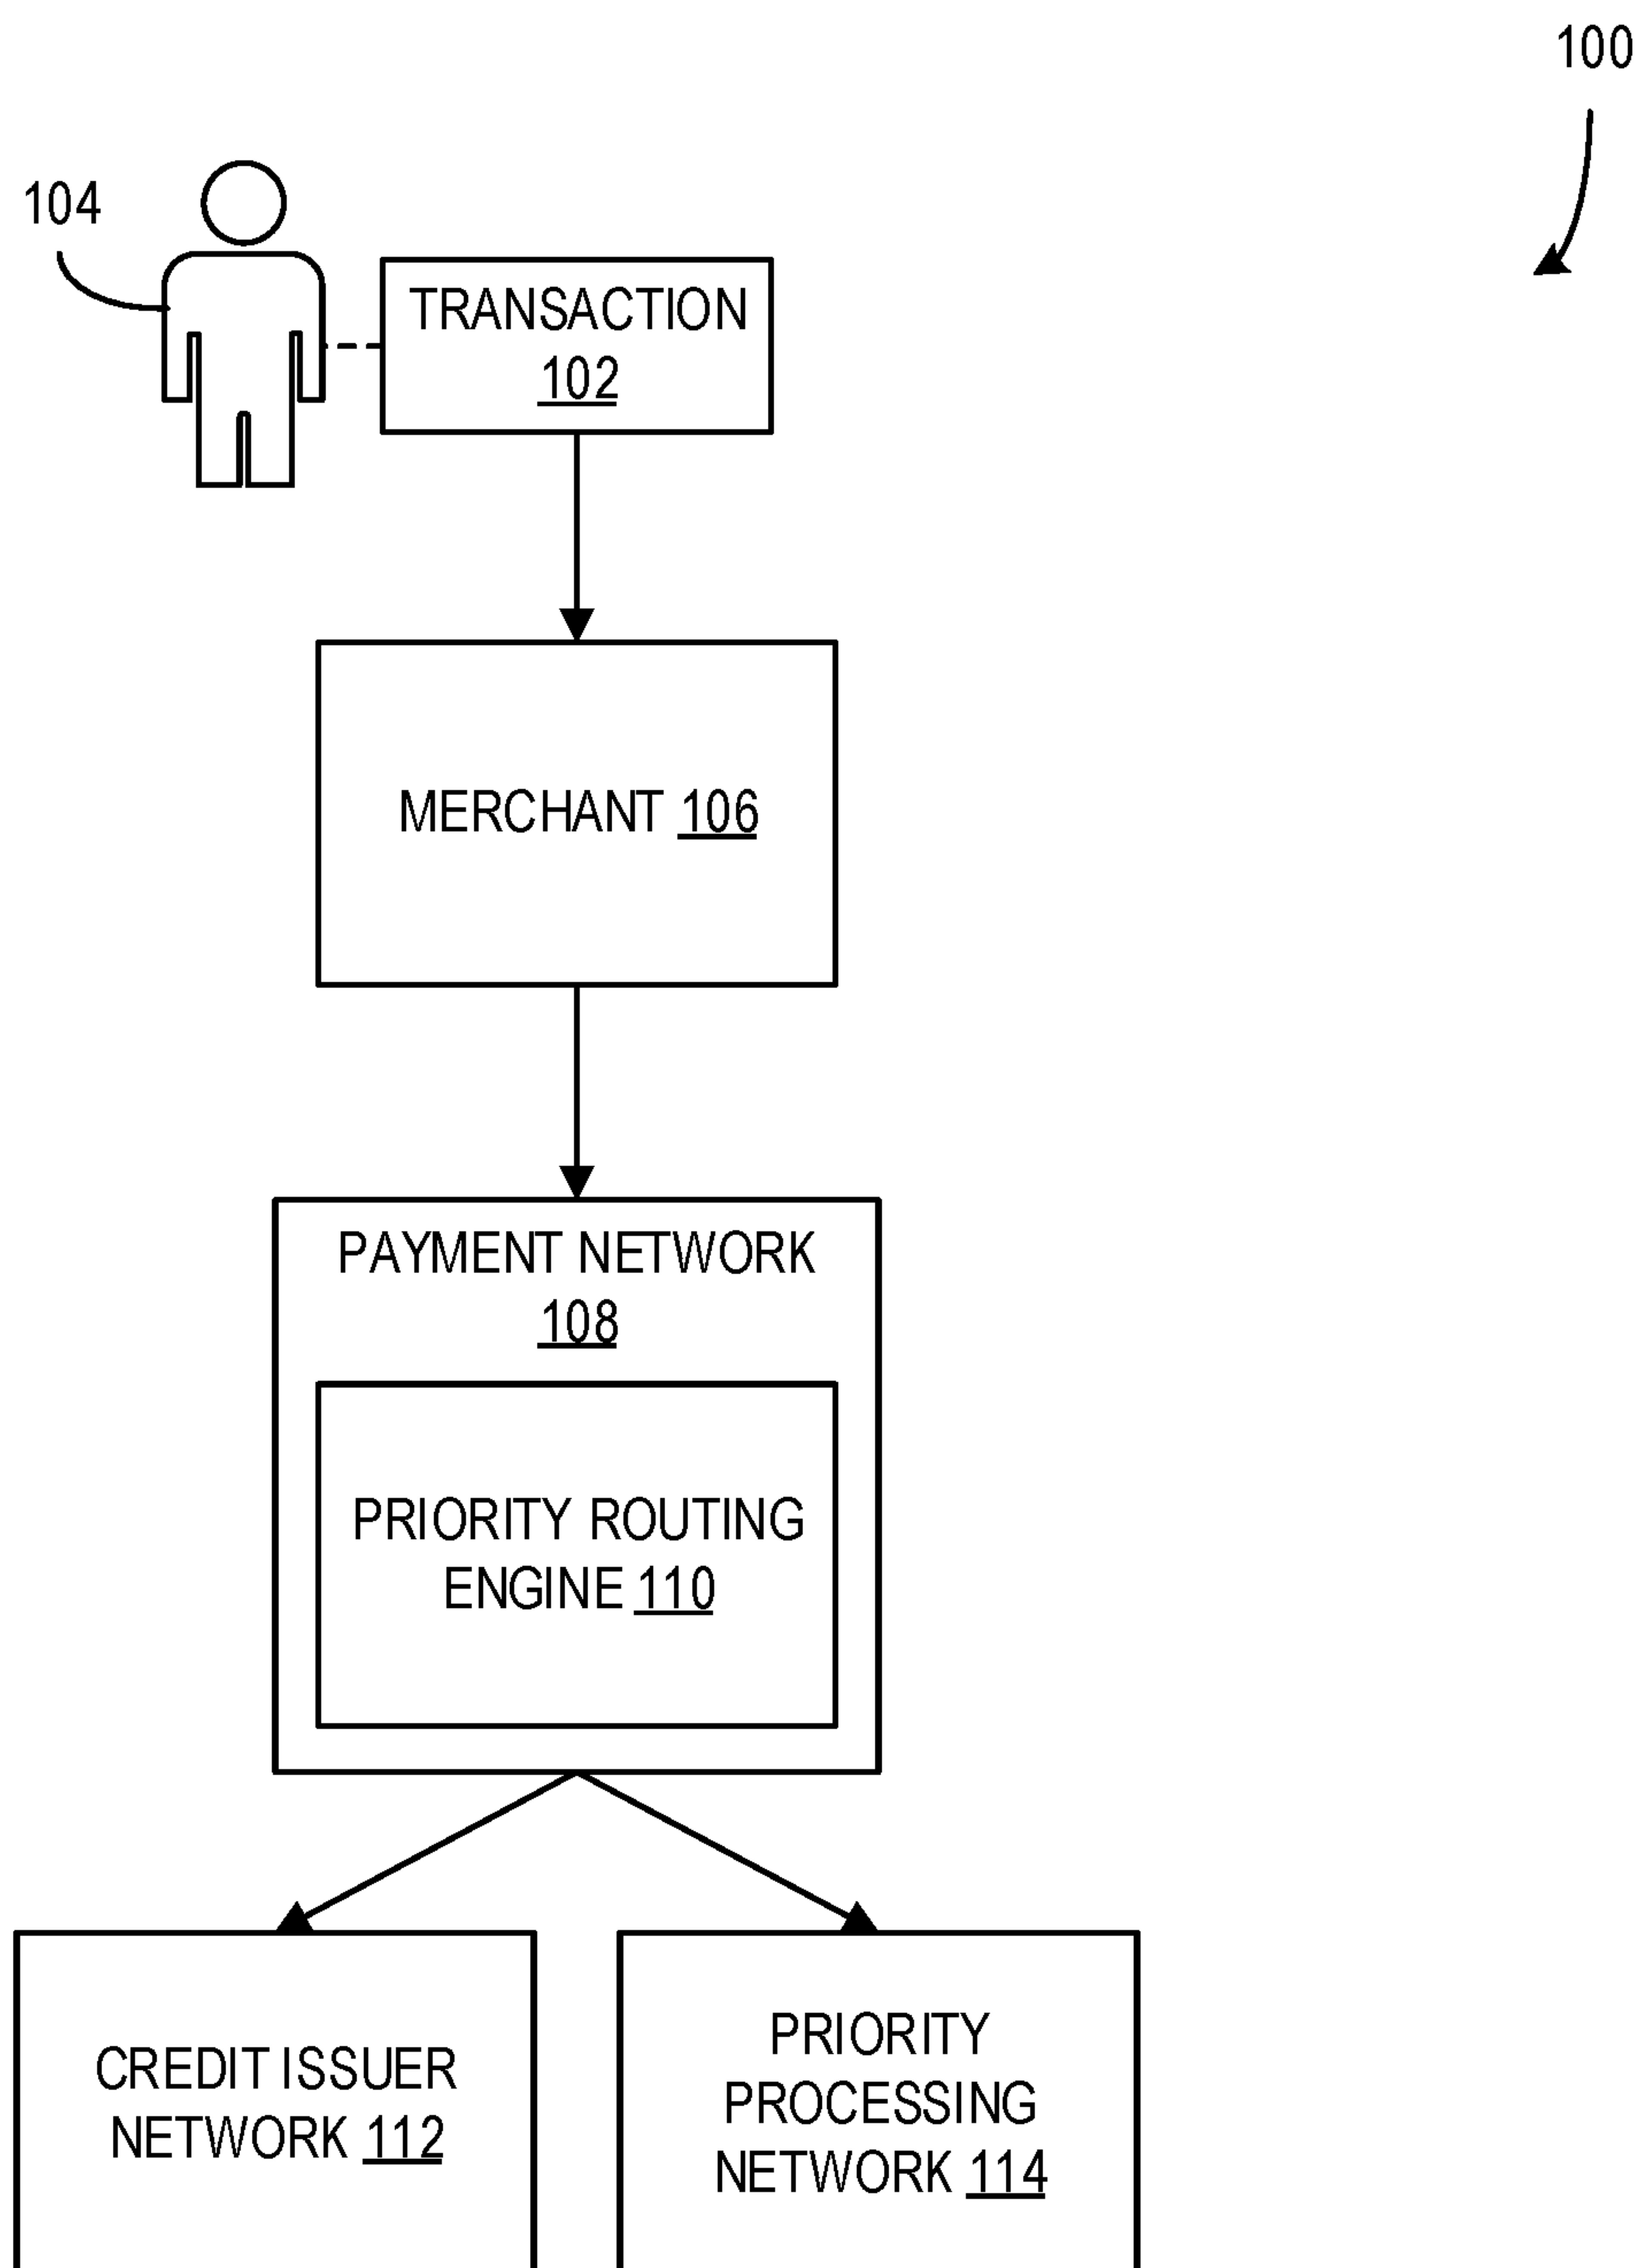 100
104
TRANSACTION
102
MERCHANT 106
PAYMENT NETWORK
108
PRIORITY ROUTING
ENGINE 110
CREDIT ISSUER
NETWORK 112
PRIORITY
PROCESSING
NETWORK 114